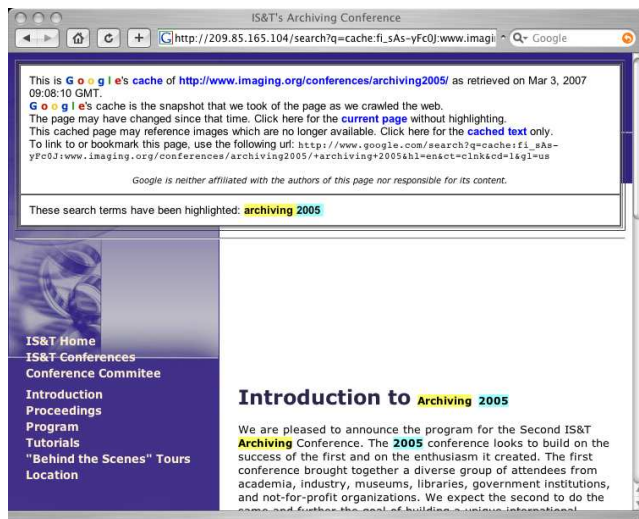 IS&T's Archiving Conference
http://209.85.165.104/search?q=cache:fi_sAs-yFc0J:www.imagi
Google
This is Google's cache of http://www.imaging.org/conferences/archiving2005/ as retrieved on Mar 3, 2007
09:08:10 GMT.
Google's cache is the snapshot that we took of the page as we crawled the web.
The page may have changed since that time. Click here for the current page without highlighting.
This cached page may reference images which are no longer available. Click here for the cached text only.
To link to or bookmark this page, use the following url: http://www.google.com/search?q=cache:fi_sAs-
yFc0J:www.imaging.org/conferences/archiving2005/+archiving+2005&hl=en&ct=clnk&cd=1&gl=us
Google is neither affiliated with the authors of this page nor responsible for its content.
These search terms have been highlighted: archiving 2005
IS&T Home
IS&T Conferences
Conference Commitee
Introduction
Proceedings
Program
Tutorials
"Behind the Scenes" Tours
Location
Introduction to Archiving 2005
We are pleased to announce the program for the Second IS&T
Archiving Conference. The 2005 conference looks to build on the
success of the first and on the enthusiasm it created. The first
conference brought together a diverse group of attendees from
academia, industry, museums, libraries, government institutions,
and not-for-profit organizations. We expect the second to do the
same and further the goal of building a unique international